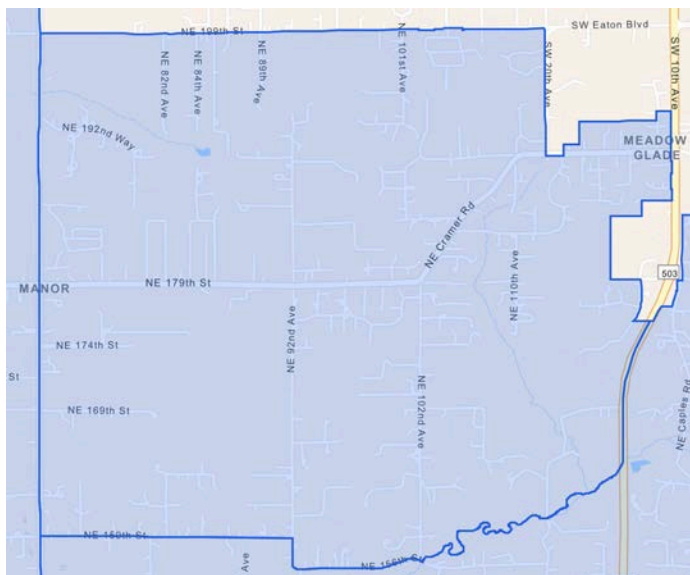 SW Eaton Blvd
NE 199th St
NE 101st Ave
SW 20th Ave
SW 10th Ave
NE 82nd Ave
NE 84th Ave
NE 89th Ave
NE 192nd Way
MEADOW
GLADE
NE Cramer Rd
NE 110th Ave
503
MANOR
NE 179th St
NE 92nd Ave
NE 174th St
St
NE 102nd Ave
NE 169th St
NE Caples Rd
NE 159th St
Ave
NE 156th St